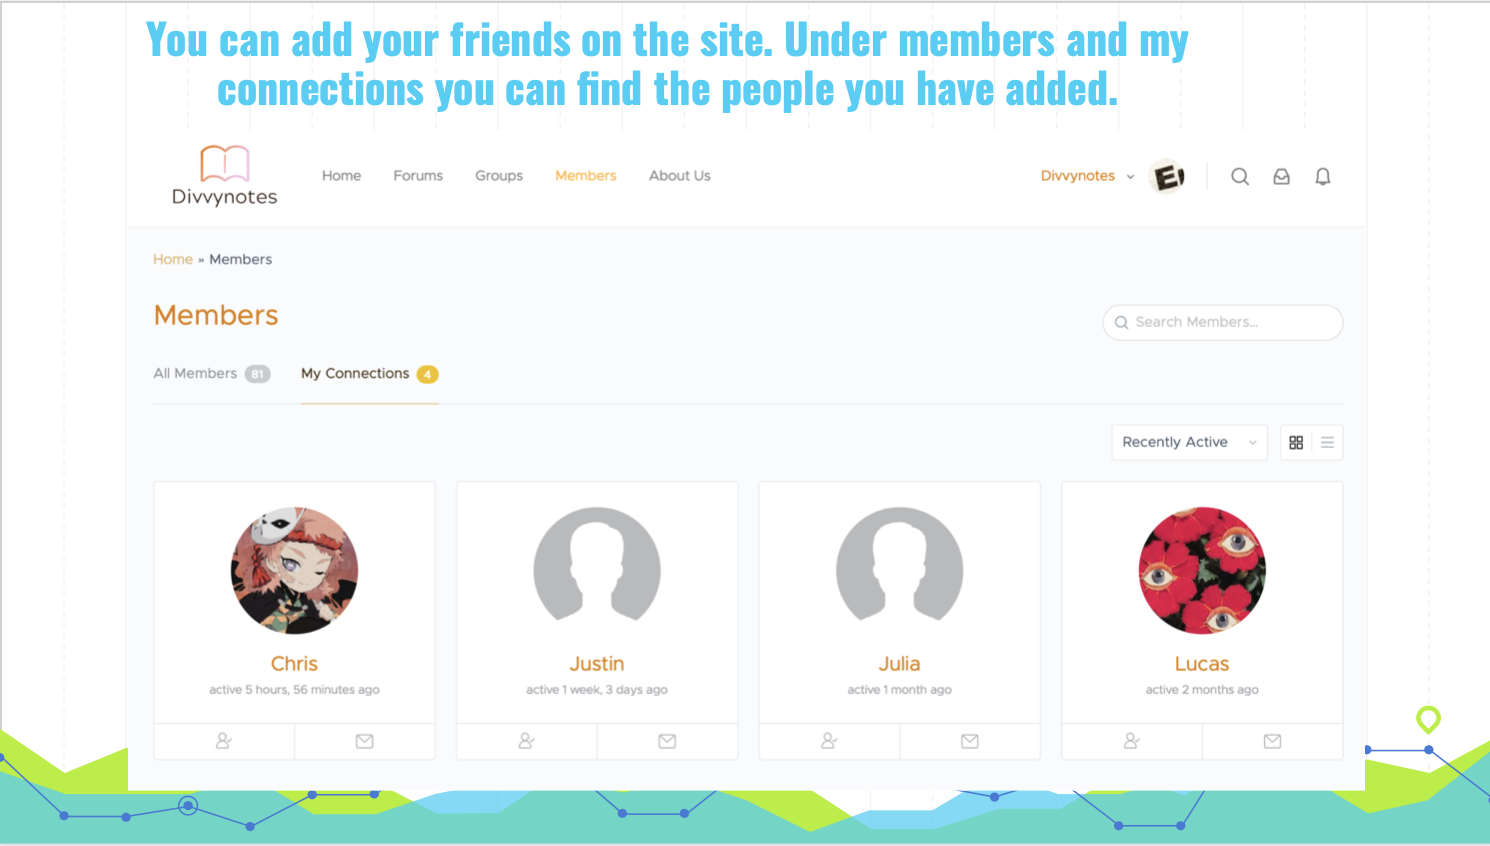 You can add your friends on the site. Under members and my
connections you can find the people you have added.
Divvynotes
Home Forums Groups Members About Us
Divvynotes
Home » Members
Members
Search Members...
All Members 81 My Connections 4
Recently Active
Chris
active 5 hours, 56 minutes ago
Justin
active 1 week, 3 days ago
Julia
active 1 month ago
Lucas
active 2 months ago